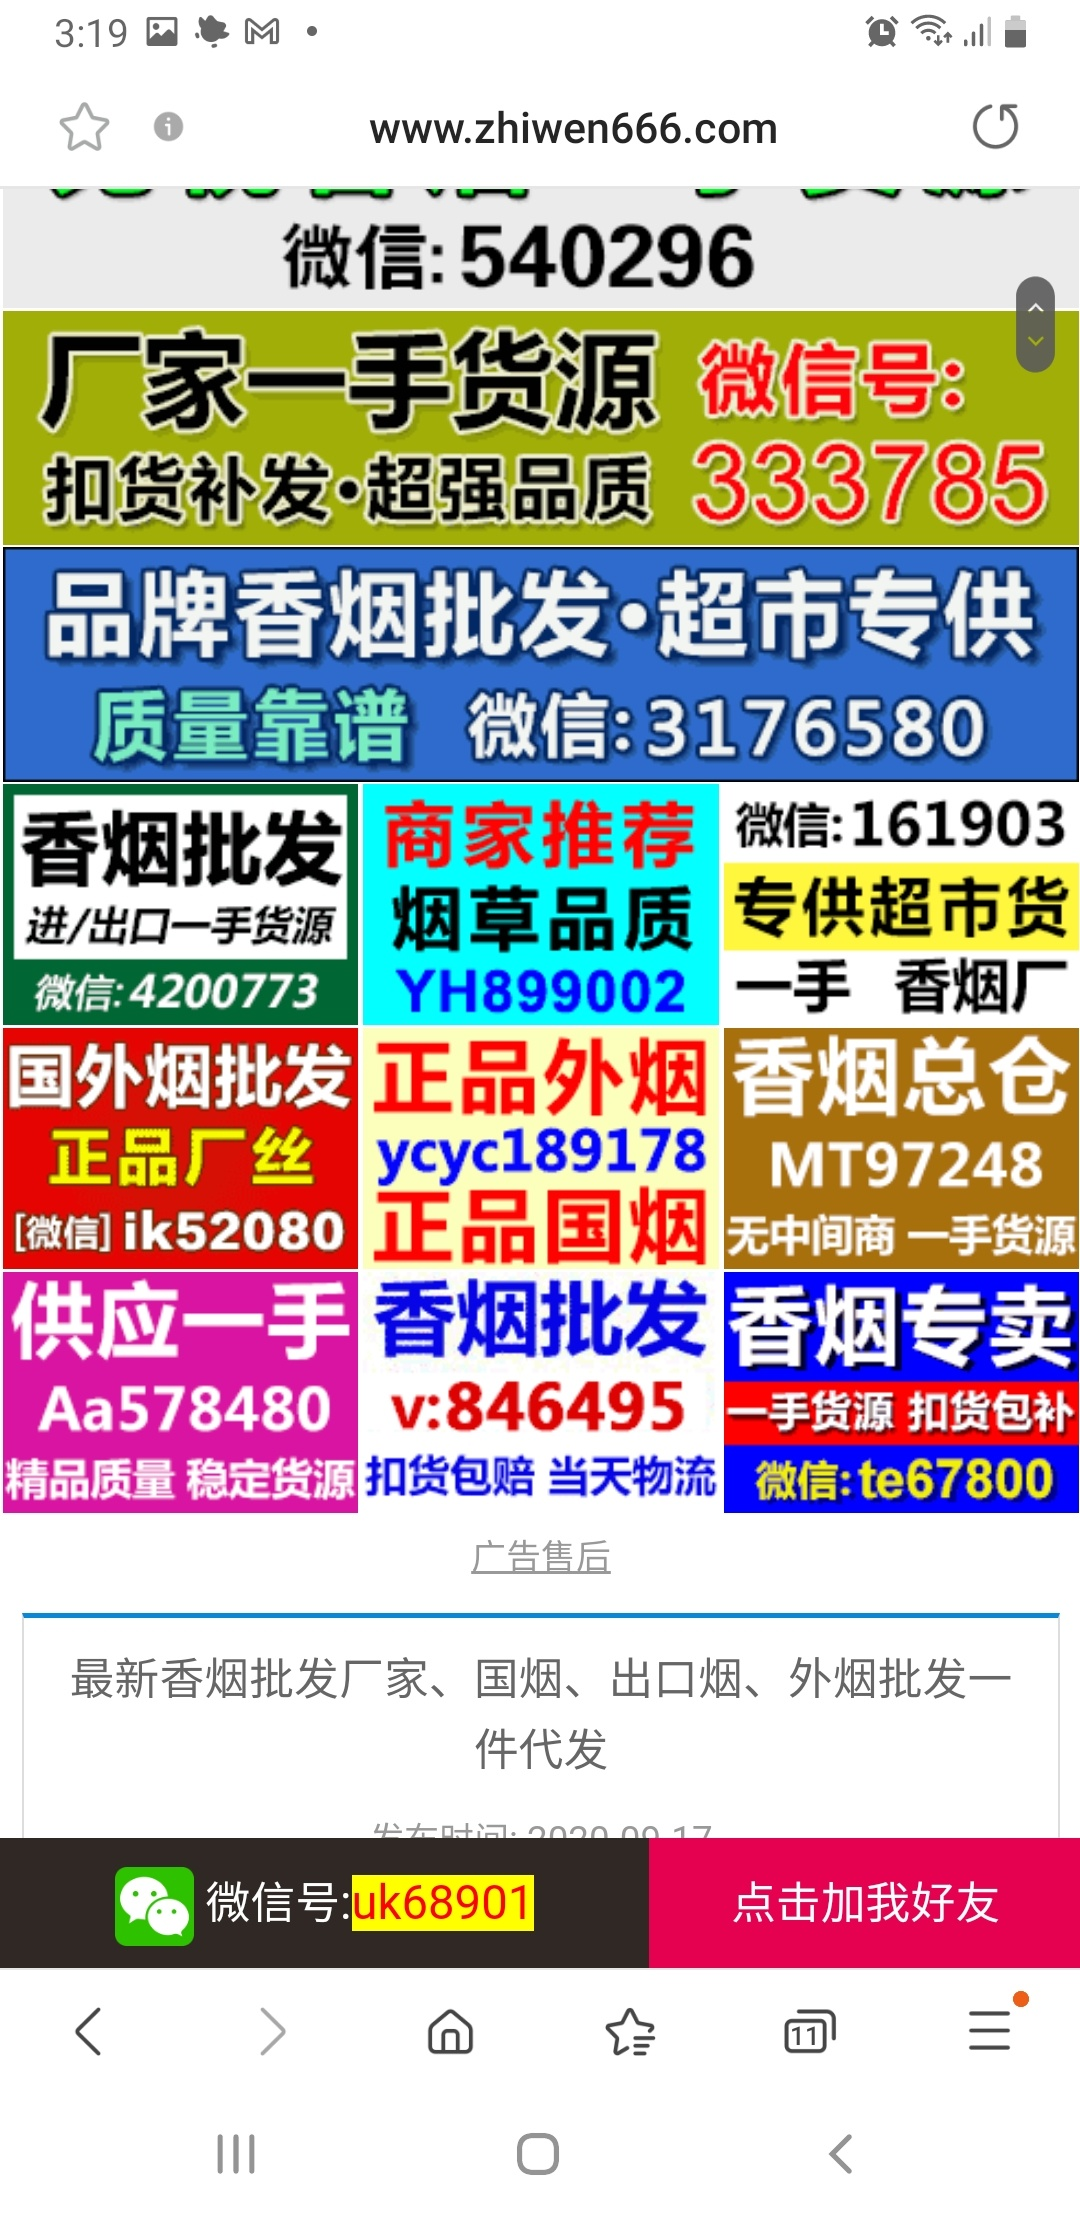 3:19
www.zhiwen666.com
微信:540296
厂家一手货源
微信号:
扣货补发·超强品质
333785
品牌香烟批发·超市专供
质量靠谱 微信:3176580
香烟批发
进/出口一手货源
微信:4200773
商家推荐
烟草品质
YH899002
微信:161903
专供超市货
一手 香烟厂
国外烟批发
正品厂丝
[微信]ik52080
正品外烟
ycyc189178
正品国烟
香烟总仓
MT97248
无中间商 一手货源
供应一手
Aa578480
精品质量 稳定货源
香烟批发
v:846495
扣货包赔 当天物流
香烟专卖
一手货源 扣货包补
微信:te67800
广告售后
最新香烟批发厂家、国烟、出口烟、外烟批发一
件代发
发布时间: 2020-09-17
微信号:uk68901
点击加我好友
11